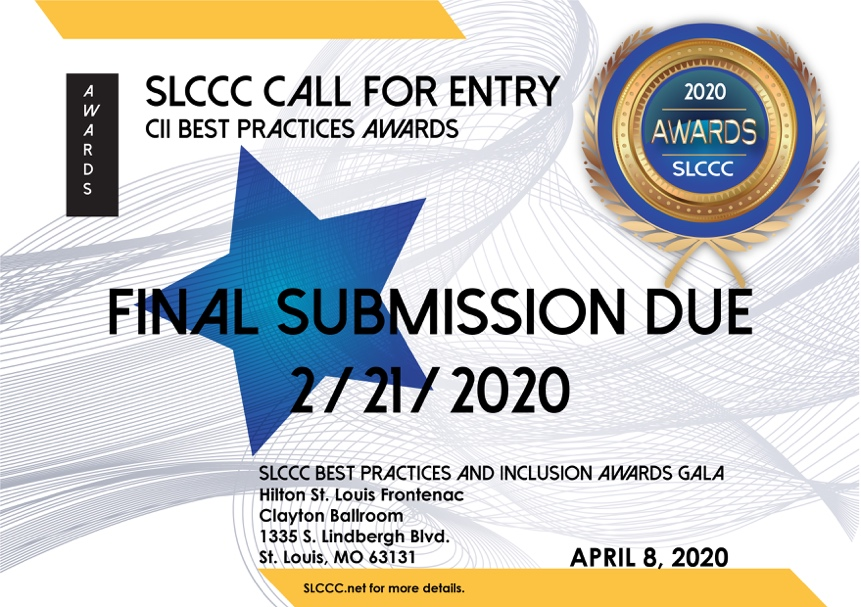 AWARDS
SLCCC CALL FOR ENTRY
CII BEST PRACTICES AWARDS
2020
AWARDS
SLCCC
FINAL SUBMISSION DUE
2/21/2020
SLCCC BEST PRACTICES AND INCLUSION AWARDS GALA
Hilton St. Louis Frontenac
Clayton Ballroom
1335 S. Lindbergh Blvd.
St. Louis, MO 63131
APRIL 8, 2020
SLCCC.net for more details.